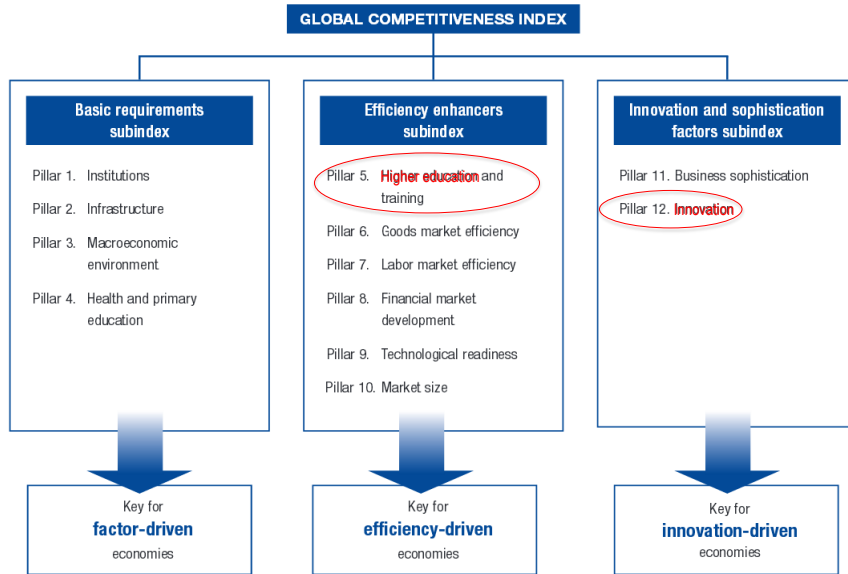 GLOBAL COMPETITIVENESS INDEX
Basic requirements
subindex
Pillar 1. Institutions
Pillar 2. Infrastructure
Pillar 3. Macroeconomic
environment
Pillar 4. Health and primary
education
Key for
factor-driven
economies
Efficiency enhancers
subindex
Pillar 5. Higher education and
training
Pillar 6. Goods market efficiency
Pillar 7. Labor market efficiency
Pillar 8. Financial market
development
Pillar 9. Technological readiness
Pillar 10. Market size
Key for
efficiency-driven
economies
Innovation and sophistication
factors subindex
Pillar 11. Business sophistication
Pillar 12. Innovation
Key for
innovation-driven
economies